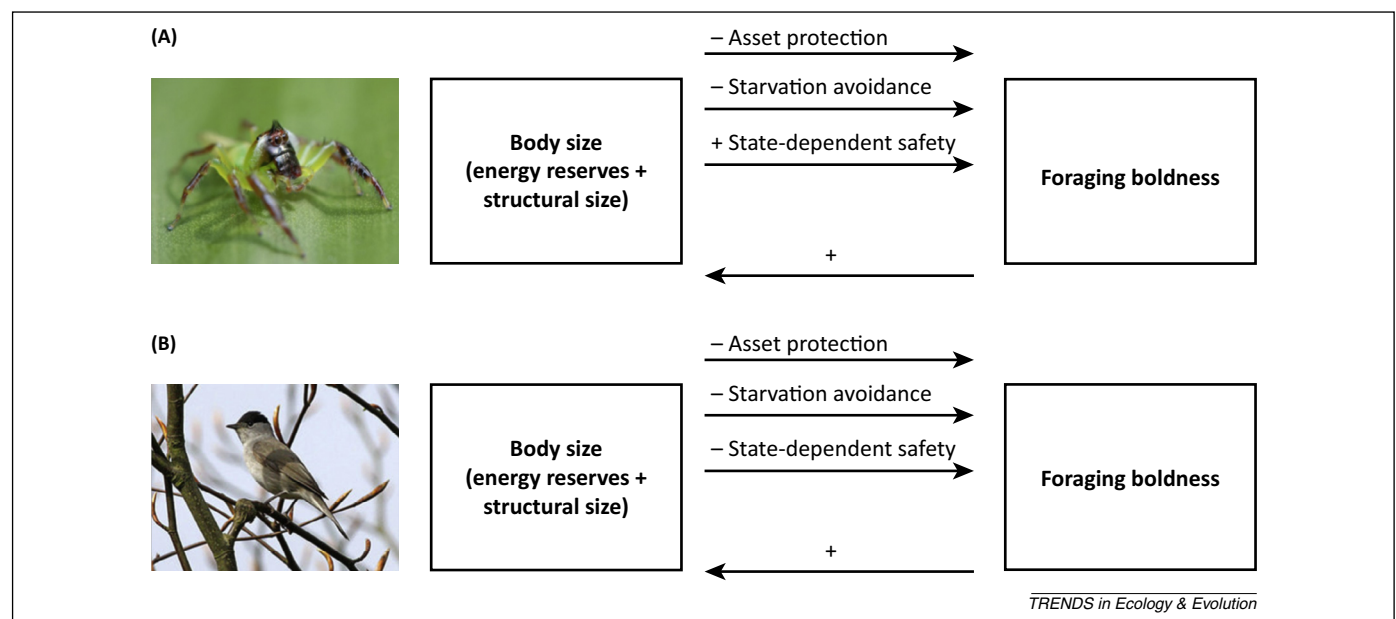 (A)
– Asset protection
– Starvation avoidance
+ State-dependent safety
Body size
(energy reserves +
structural size)
Foraging boldness
+
(B)
– Asset protection
– Starvation avoidance
– State-dependent safety
Body size
(energy reserves +
structural size)
Foraging boldness
+
TRENDS in Ecology & Evolution